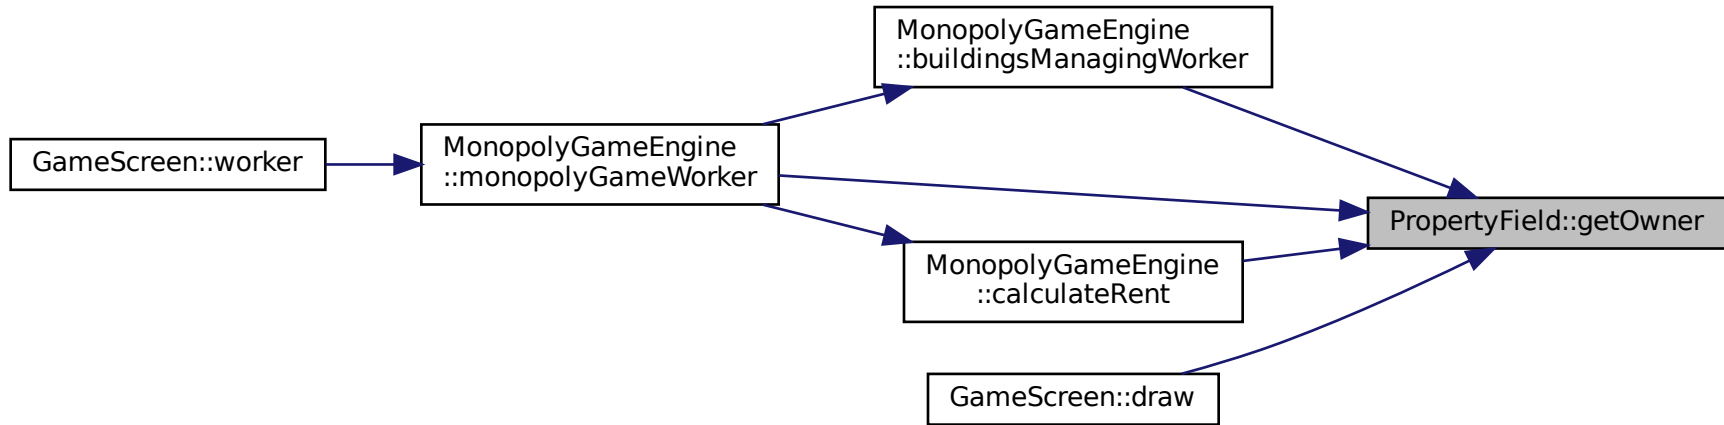 MonopolyGameEngine
::buildingsManagingWorker
GameScreen::worker
MonopolyGameEngine
::monopolyGameWorker
PropertyField::getOwner
MonopolyGameEngine
::calculateRent
GameScreen::draw